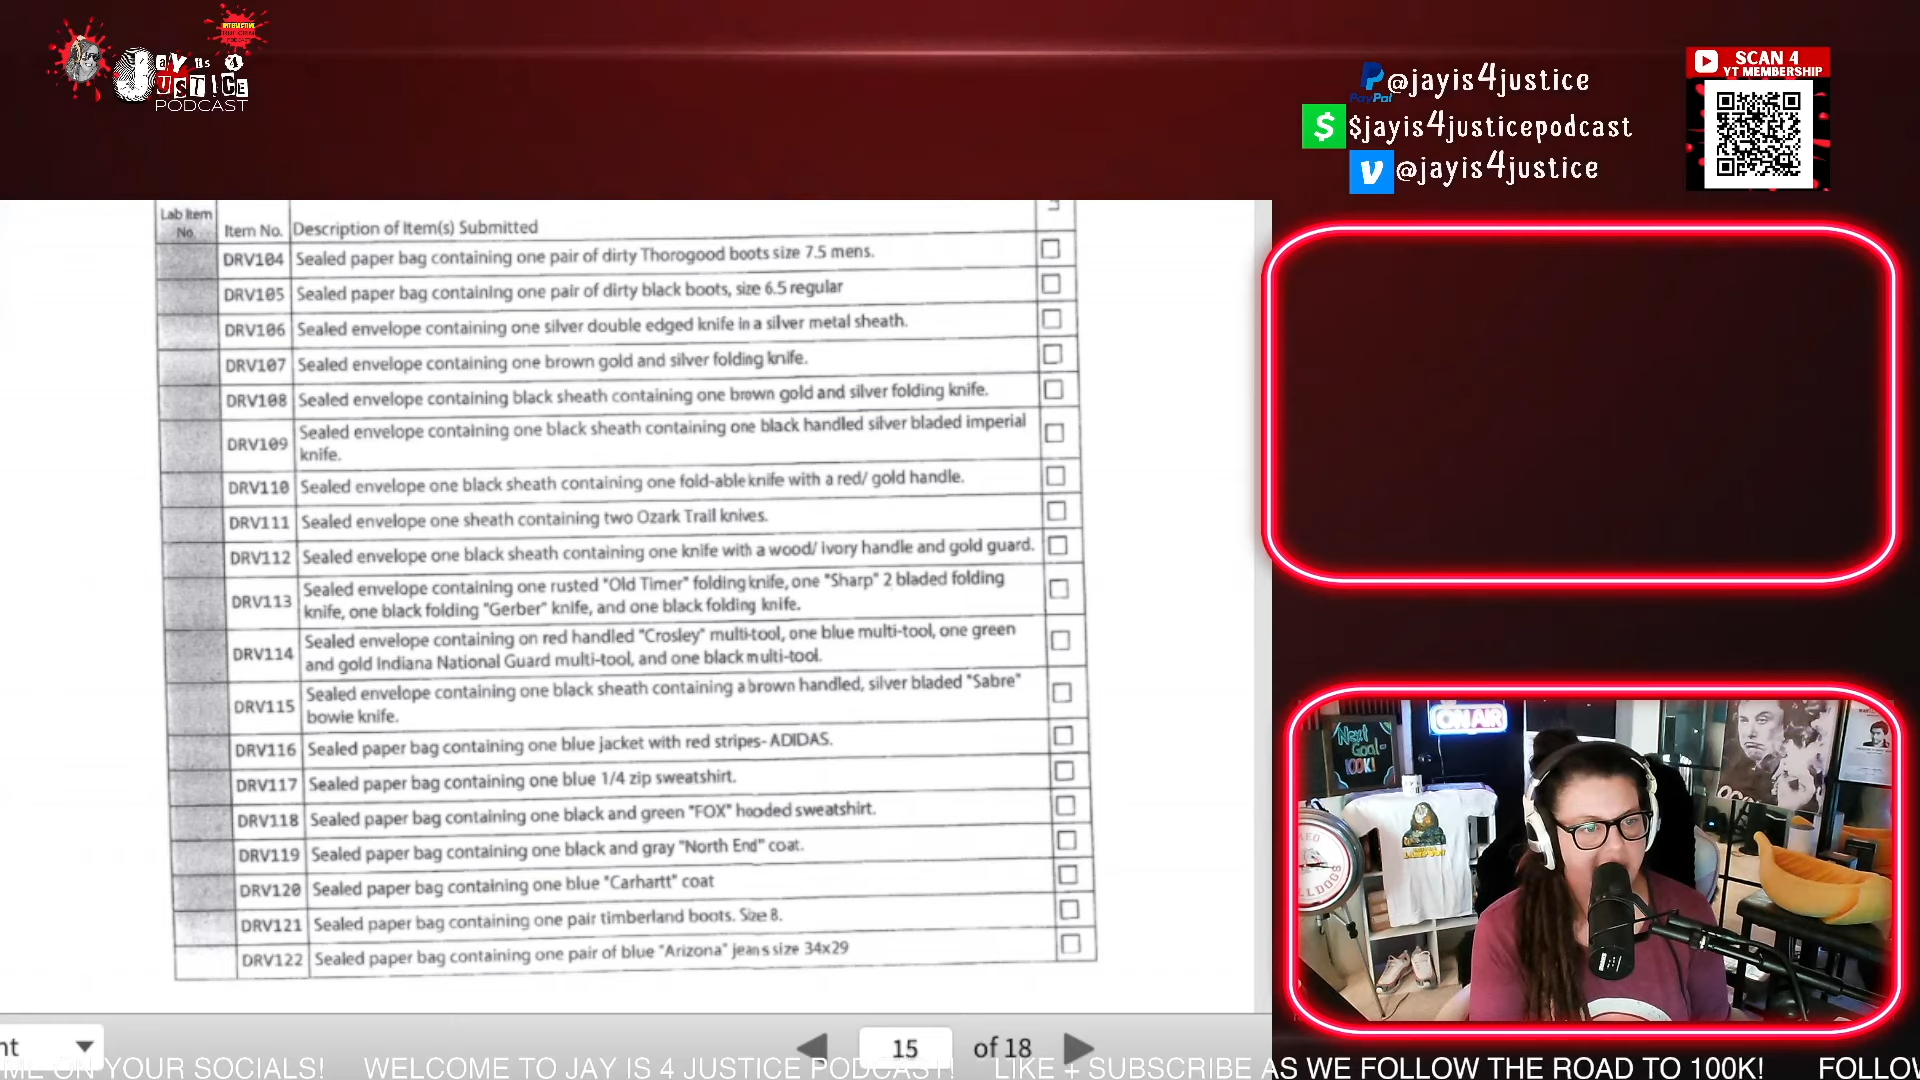 INTERACTIVE
TRUE CRIME
PODCAST
JAY IS 4
JUSTICE
PODCAST
PayPal @jayis4justice
$ $jayis4justicepodcast
v @jayis4justice
SCAN 4
YT MEMBERSHIP
Lab Item
No. Item No. Description of Item(s) Submitted
DRV104 Sealed paper bag containing one pair of dirty Thorogood boots size 7.5 mens.
DRV105 Sealed paper bag containing one pair of dirty black boots, size 6.5 regular
DRV106 Sealed envelope containing one silver double edged knife in a silver metal sheath.
DRV107 Sealed envelope containing one brown gold and silver folding knife.
DRV108 Sealed envelope containing black sheath containing one brown gold and silver folding knife.
DRV109 Sealed envelope containing one black sheath containing one black handled silver bladed imperial
knife.
DRV110 Sealed envelope one black sheath containing one fold-able knife with a red/ gold handle.
DRV111 Sealed envelope one sheath containing two Ozark Trail knives.
DRV112 Sealed envelope one black sheath containing one knife with a wood/ ivory handle and gold guard.
DRV113 Sealed envelope containing one rusted "Old Timer" folding knife, one "Sharp" 2 bladed folding
knife, one black folding "Gerber" knife, and one black folding knife.
DRV114 Sealed envelope containing on red handled "Crosley" multi-tool, one blue multi-tool, one green
and gold Indiana National Guard multi-tool, and one black multi-tool.
DRV115 Sealed envelope containing one black sheath containing a brown handled, silver bladed "Sabre"
bowie knife.
DRV116 Sealed paper bag containing one blue jacket with red stripes- ADIDAS.
DRV117 Sealed paper bag containing one blue 1/4 zip sweatshirt.
DRV118 Sealed paper bag containing one black and green "FOX" hooded sweatshirt.
DRV119 Sealed paper bag containing one black and gray "North End" coat.
DRV120 Sealed paper bag containing one blue "Carhartt" coat
DRV121 Sealed paper bag containing one pair timberland boots. Size 8.
DRV122 Sealed paper bag containing one pair of blue "Arizona" jeans size 34x29
ON AIR
Next
Goal-
100K!
nt 15 of 18
ME ON YOUR SOCIALS! WELCOME TO JAY IS 4 JUSTICE PODCAST! LIKE + SUBSCRIBE AS WE FOLLOW THE ROAD TO 100K! FOLLOW